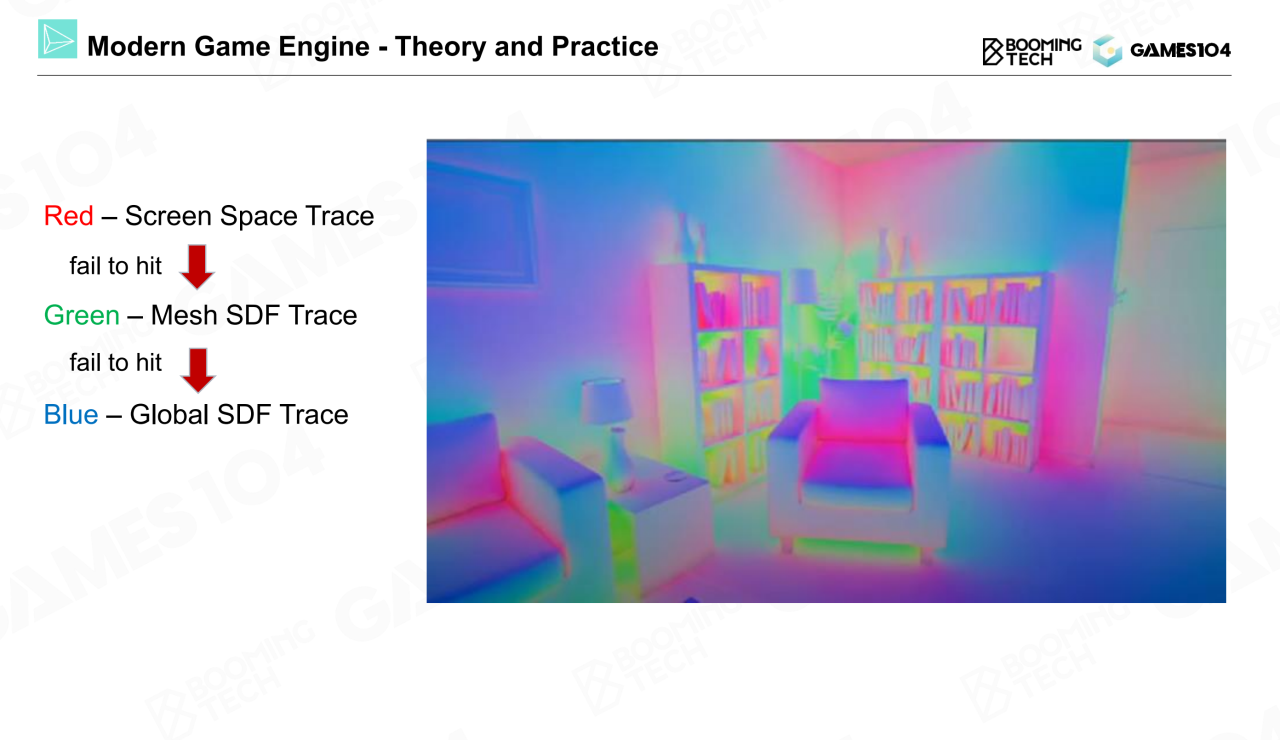 Modern Game Engine - Theory and Practice
BOOMING
TECH
GAMES104
Red – Screen Space Trace
fail to hit
Green – Mesh SDF Trace
fail to hit
Blue – Global SDF Trace